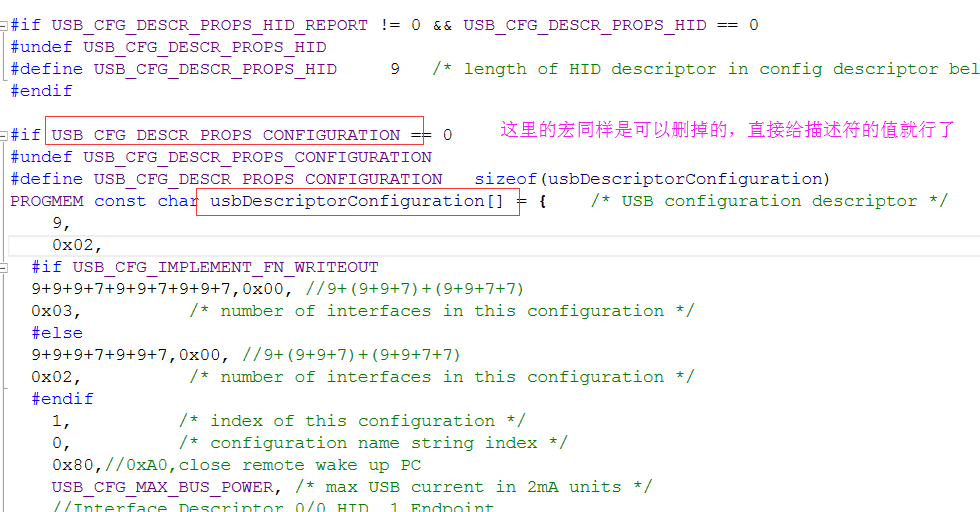 #if USB_CFG_DESCR_PROPS_HID_REPORT != 0 && USB_CFG_DESCR_PROPS_HID == 0
#undef USB_CFG_DESCR_PROPS_HID
#define USB_CFG_DESCR_PROPS_HID 9 /* length of HID descriptor in config descriptor bel
#endif
#if USB_CFG_DESCR_PROPS_CONFIGURATION == 0 这里的宏同样是可以删掉的，直接给描述符的值就行了
#undef USB_CFG_DESCR_PROPS_CONFIGURATION
#define USB_CFG_DESCR_PROPS_CONFIGURATION sizeof(usbDescriptorConfiguration)
PROGMEM const char usbDescriptorConfiguration[] = { /* USB configuration descriptor */
9,
0x02,
#if USB_CFG_IMPLEMENT_FN_WRITEOUT
9+9+9+7+9+9+7+9+9+7,0x00, //9+(9+9+7)+(9+9+7+7)
0x03, /* number of interfaces in this configuration */
#else
9+9+9+7+9+9+7,0x00, //9+(9+9+7)+(9+9+7+7)
0x02, /* number of interfaces in this configuration */
#endif
1, /* index of this configuration */
0, /* configuration name string index */
0x80,//0xA0,close remote wake up PC
USB_CFG_MAX_BUS_POWER, /* max USB current in 2mA units */
//Interface Descriptor 0/0 HID, 1 Endpoint